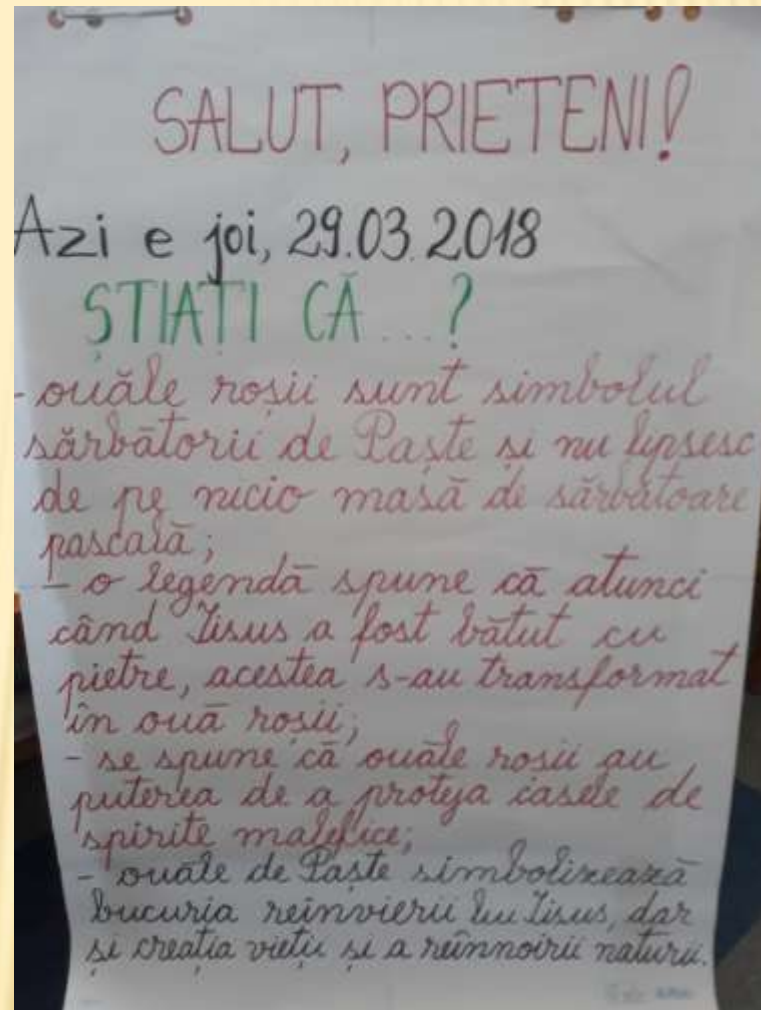 SALUT, PRIETENI!
Azi e joi, 29.03.2018
ȘTIAȚI CĂ...?
- ouăle roșii sunt simbolul
sărbătorii de Paște și nu lipsesc
de pe nicio masă de sărbătoare
pascală;
- o legendă spune că atunci
când Iisus a fost bătut cu
pietre, acestea s-au transformat
în ouă roșii;
- se spune că ouăle roșii au
puterea de a proteja casele de
spirite malefice;
- ouăle de Paște simbolizează
bucuria reînvierii lui Iisus, dar
și creația vieții și a reînnoirii naturii.